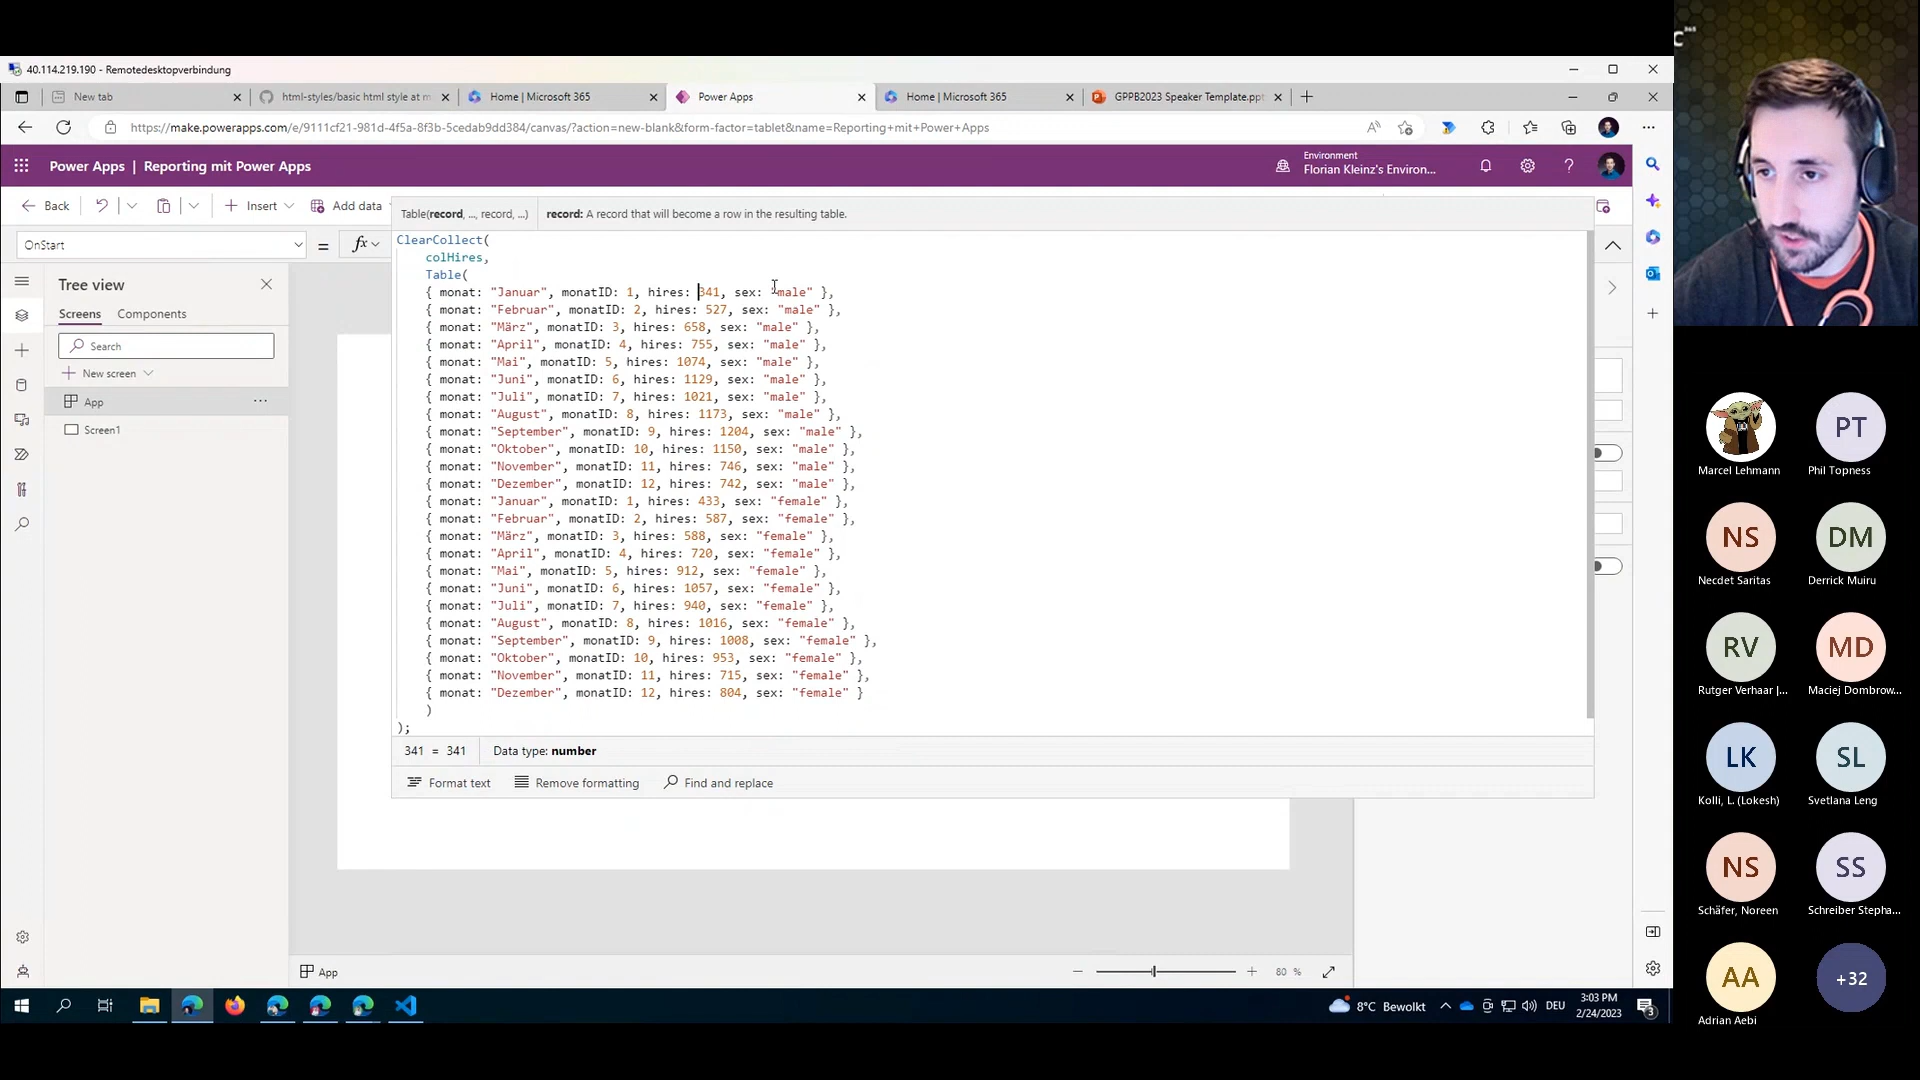 40.114.219.190 - Remotedesktopverbindung
New tab
html-styles/basic html style at m
Home | Microsoft 365
Power Apps
Home | Microsoft 365
GPPB2023 Speaker Template.ppt
https://make.powerapps.com/e/9111cf21-981d-4f5a-8f3b-5cedab9dd384/canvas/?action=new-blank&form-factor=tablet&name=Reporting+mit+Power+Apps
Power Apps | Reporting mit Power Apps
Environment
Florian Kleinz's Environ...
Back
Insert
Add data
Table(record, ..., record, ...)
record: A record that will become a row in the resulting table.
OnStart
=
fx
Tree view
Screens
Components
Search
New screen
App
...
Screen1
ClearCollect(
colHires,
Table(
{ monat: "Januar", monatID: 1, hires: 341, sex: "male" },
{ monat: "Februar", monatID: 2, hires: 527, sex: "male" },
{ monat: "März", monatID: 3, hires: 658, sex: "male" },
{ monat: "April", monatID: 4, hires: 755, sex: "male" },
{ monat: "Mai", monatID: 5, hires: 1074, sex: "male" },
{ monat: "Juni", monatID: 6, hires: 1129, sex: "male" },
{ monat: "Juli", monatID: 7, hires: 1021, sex: "male" },
{ monat: "August", monatID: 8, hires: 1173, sex: "male" },
{ monat: "September", monatID: 9, hires: 1204, sex: "male" },
{ monat: "Oktober", monatID: 10, hires: 1150, sex: "male" },
{ monat: "November", monatID: 11, hires: 746, sex: "male" },
{ monat: "Dezember", monatID: 12, hires: 742, sex: "male" },
{ monat: "Januar", monatID: 1, hires: 433, sex: "female" },
{ monat: "Februar", monatID: 2, hires: 587, sex: "female" },
{ monat: "März", monatID: 3, hires: 588, sex: "female" },
{ monat: "April", monatID: 4, hires: 720, sex: "female" },
{ monat: "Mai", monatID: 5, hires: 912, sex: "female" },
{ monat: "Juni", monatID: 6, hires: 1057, sex: "female" },
{ monat: "Juli", monatID: 7, hires: 940, sex: "female" },
{ monat: "August", monatID: 8, hires: 1016, sex: "female" },
{ monat: "September", monatID: 9, hires: 1008, sex: "female" },
{ monat: "Oktober", monatID: 10, hires: 953, sex: "female" },
{ monat: "November", monatID: 11, hires: 715, sex: "female" },
{ monat: "Dezember", monatID: 12, hires: 804, sex: "female" }
)
);
341 = 341
Data type: number
Format text
Remove formatting
Find and replace
App
80 %
8°C Bewolkt
DEU
3:03 PM
2/24/2023
3
C365
Marcel Lehmann
PT
Phil Topness
NS
Necdet Saritas
DM
Derrick Muiru
RV
Rutger Verhaar |...
MD
Maciej Dombrow...
LK
Kolli, L. (Lokesh)
SL
Svetlana Leng
NS
Schäfer, Noreen
SS
Schreiber Stepha...
AA
Adrian Aebi
+32